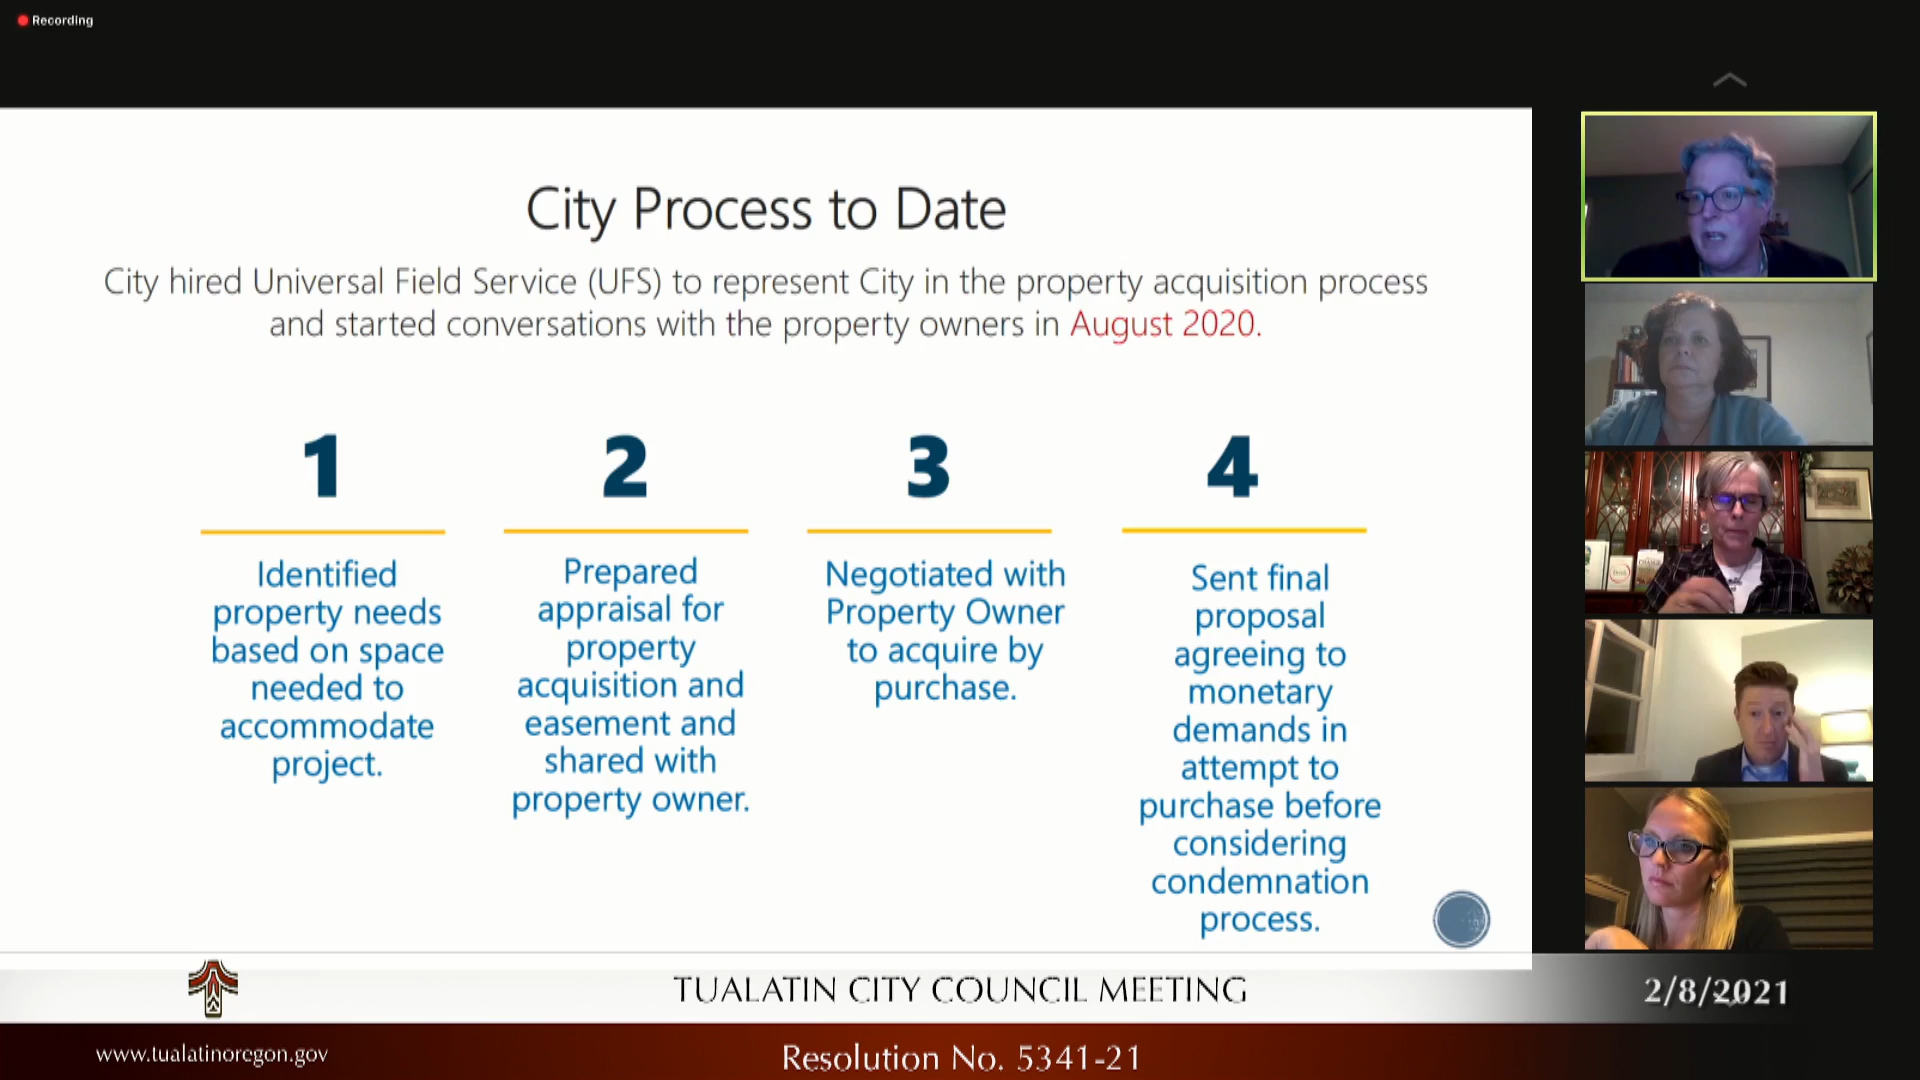 Recording
City Process to Date
City hired Universal Field Service (UFS) to represent City in the property acquisition process
and started conversations with the property owners in August 2020.
1
Identified
property needs
based on space
needed to
accommodate
project.
2
Prepared
appraisal for
property
acquisition and
easement and
shared with
property owner.
3
Negotiated with
Property Owner
to acquire by
purchase.
4
Sent final
proposal
agreeing to
monetary
demands in
attempt to
purchase before
considering
condemnation
process.
TUALATIN CITY COUNCIL MEETING
2/8/2021
www.tualatinoregon.gov
Resolution No. 5341-21